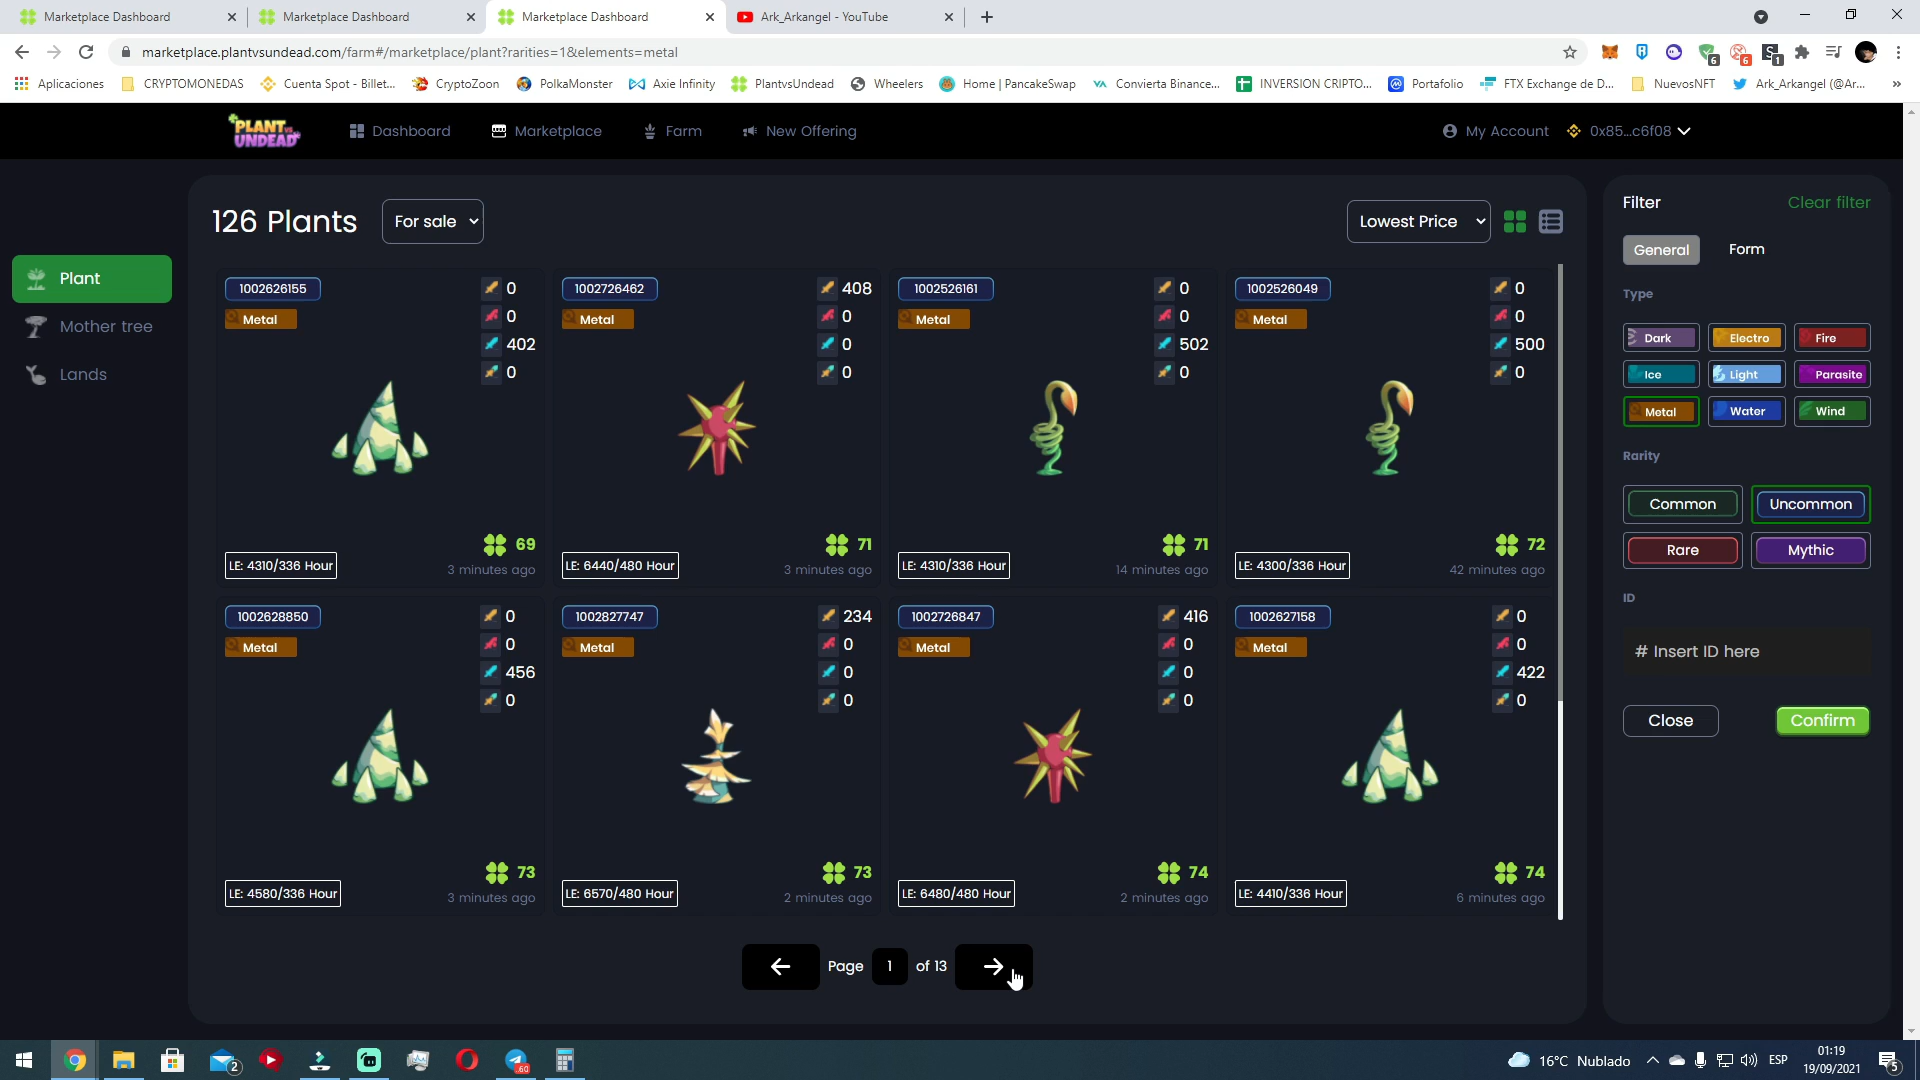 Marketplace Dashboard
Marketplace Dashboard
Marketplace Dashboard
Ark_Arkangel - YouTube
marketplace.plantvsundead.com/farm#/marketplace/plant?rarities=1&elements=metal
6
6
1
Aplicaciones
CRYPTOMONEDAS
Cuenta Spot - Billet...
CryptoZoon
PolkaMonster
Axie Infinity
PlantvsUndead
Wheelers
Home | PancakeSwap
Convierta Binance...
INVERSION CRIPTO...
Portafolio
FTX Exchange de D...
NuevosNFT
Ark_Arkangel (@Ar...
»
PLANT VS UNDEAD
Dashboard
Marketplace
Farm
New Offering
My Account
0x85...c6f08
Plant
Mother tree
Lands
126 Plants
For sale
Lowest Price
1002626155
Metal
0
0
402
0
LE: 4310/336 Hour
69
3 minutes ago
1002726462
Metal
408
0
0
0
LE: 6440/480 Hour
71
3 minutes ago
1002526161
Metal
0
0
502
0
LE: 4310/336 Hour
71
14 minutes ago
1002526049
Metal
0
0
500
0
LE: 4300/336 Hour
72
42 minutes ago
1002628850
Metal
0
0
456
0
LE: 4580/336 Hour
73
3 minutes ago
1002827747
Metal
234
0
0
0
LE: 6570/480 Hour
73
2 minutes ago
1002726847
Metal
416
0
0
0
LE: 6480/480 Hour
74
2 minutes ago
1002627158
Metal
0
0
422
0
LE: 4410/336 Hour
74
6 minutes ago
Page 1 of 13
Filter
Clear filter
General
Form
Type
Dark
Electro
Fire
Ice
Light
Parasite
Metal
Water
Wind
Rarity
Common
Uncommon
Rare
Mythic
ID
# Insert ID here
Close
Confirm
2
.60
16°C Nublado
ESP
01:19
19/09/2021
5